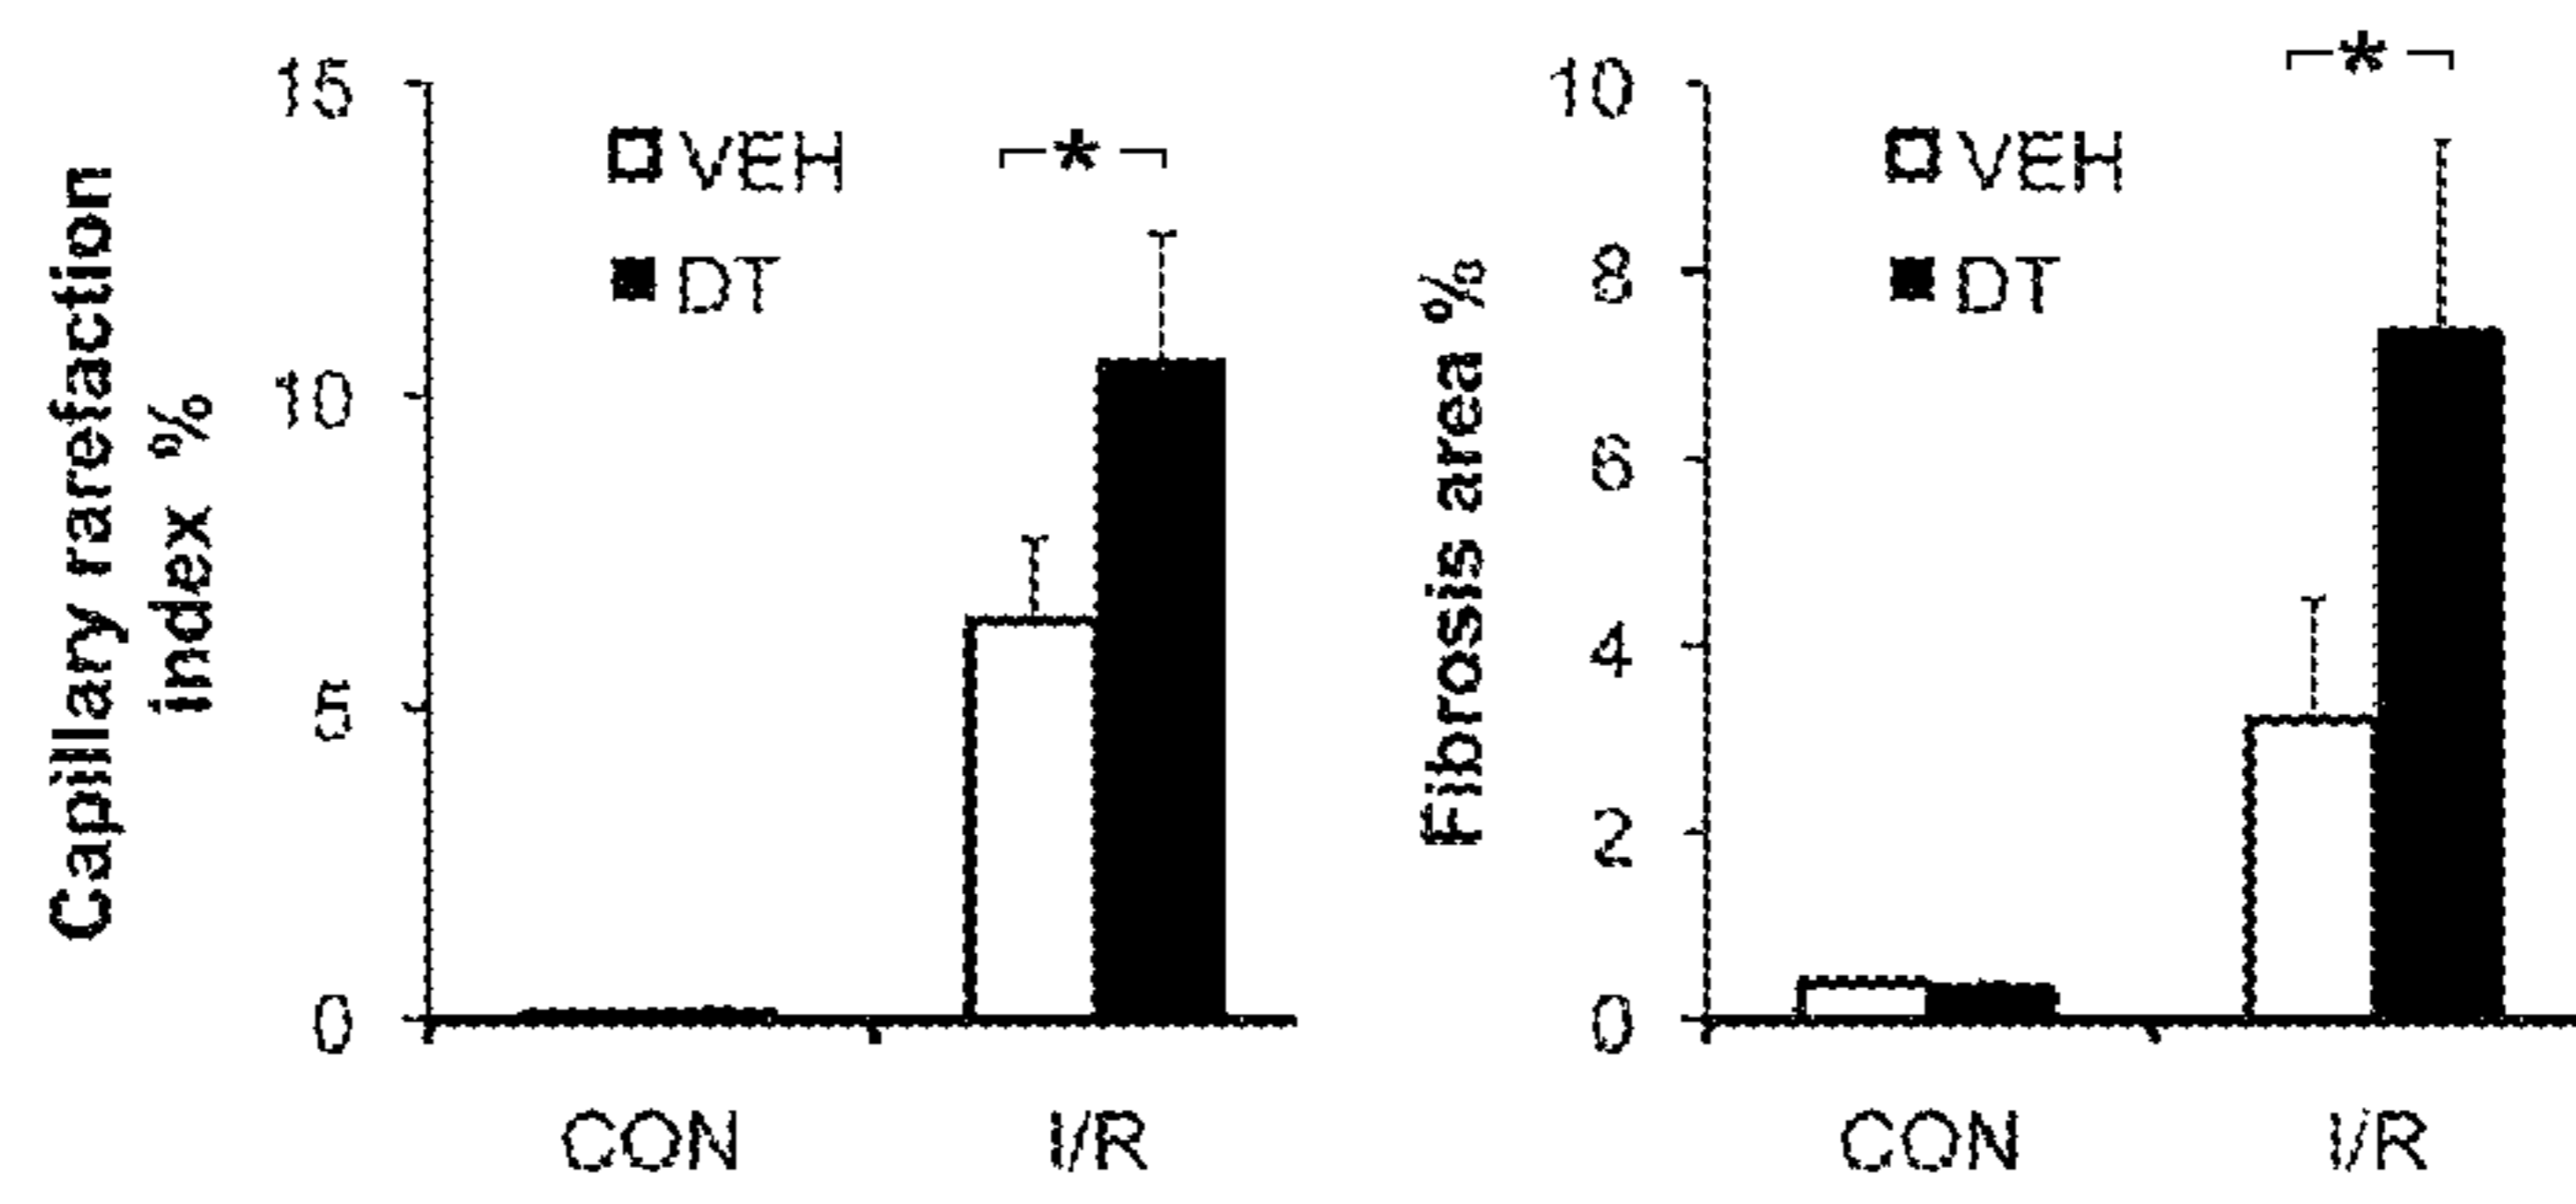 Capillary rarefaction
index %
15
10
5
0
VEH
DT
*
CON
I/R
Fibrosis area %
10
8
6
4
2
0
VEH
DT
*
CON
I/R